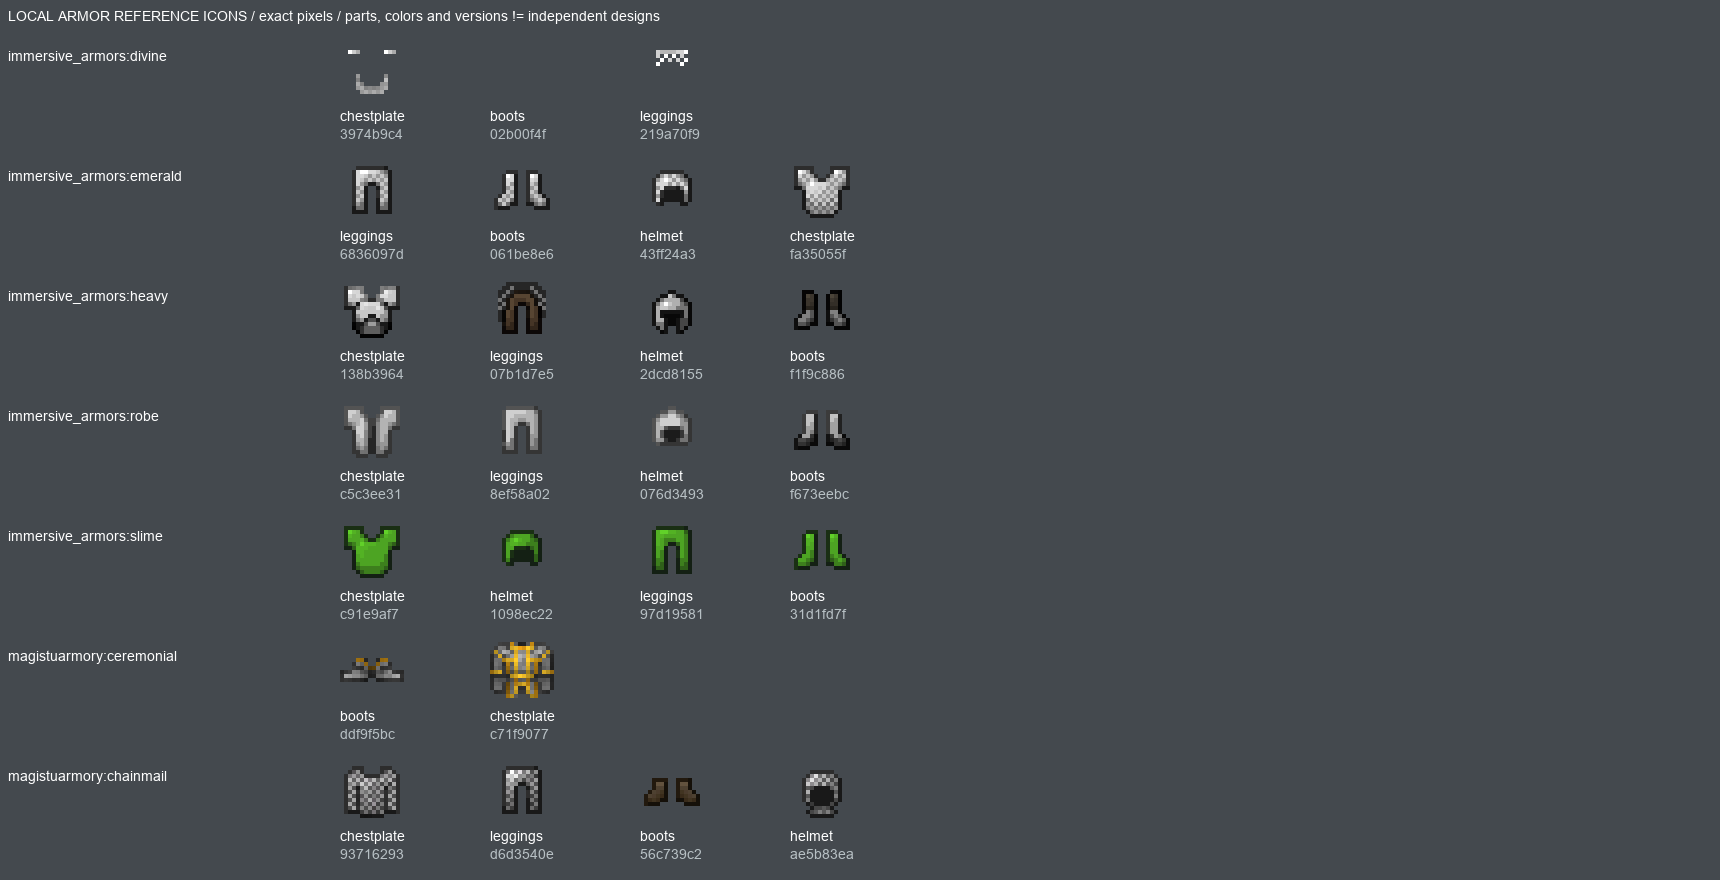 LOCAL ARMOR REFERENCE ICONS / exact pixels / parts, colors and versions != independent designs
immersive_armors:divine
chestplate boots leggings
3974b9c4 02b00f4f 219a70f9
immersive_armors:emerald
leggings boots helmet chestplate
6836097d 061be8e6 43ff24a3 fa35055f
immersive_armors:heavy
chestplate leggings helmet boots
138b3964 07b1d7e5 2dcd8155 f1f9c886
immersive_armors:robe
chestplate leggings helmet boots
c5c3ee31 8ef58a02 076d3493 f673eebc
immersive_armors:slime
chestplate helmet leggings boots
c91e9af7 1098ec22 97d19581 31d1fd7f
magistuarmory:ceremonial
boots chestplate
ddf9f5bc c71f9077
magistuarmory:chainmail
chestplate leggings boots helmet
93716293 d6d3540e 56c739c2 ae5b83ea